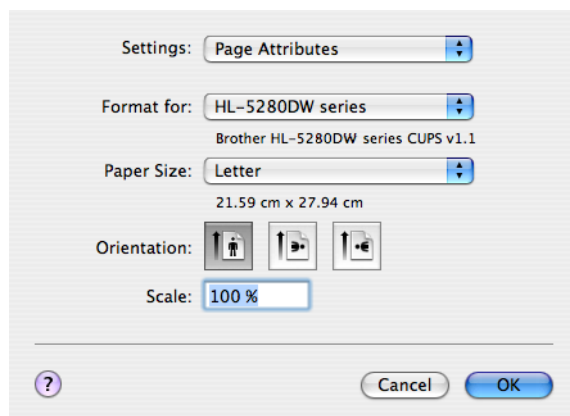 Settings: Page Attributes
Format for: HL-5280DW series
Brother HL-5280DW series CUPS v1.1
Paper Size: Letter
21.59 cm x 27.94 cm
Orientation:
Scale: 100 %
? Cancel OK